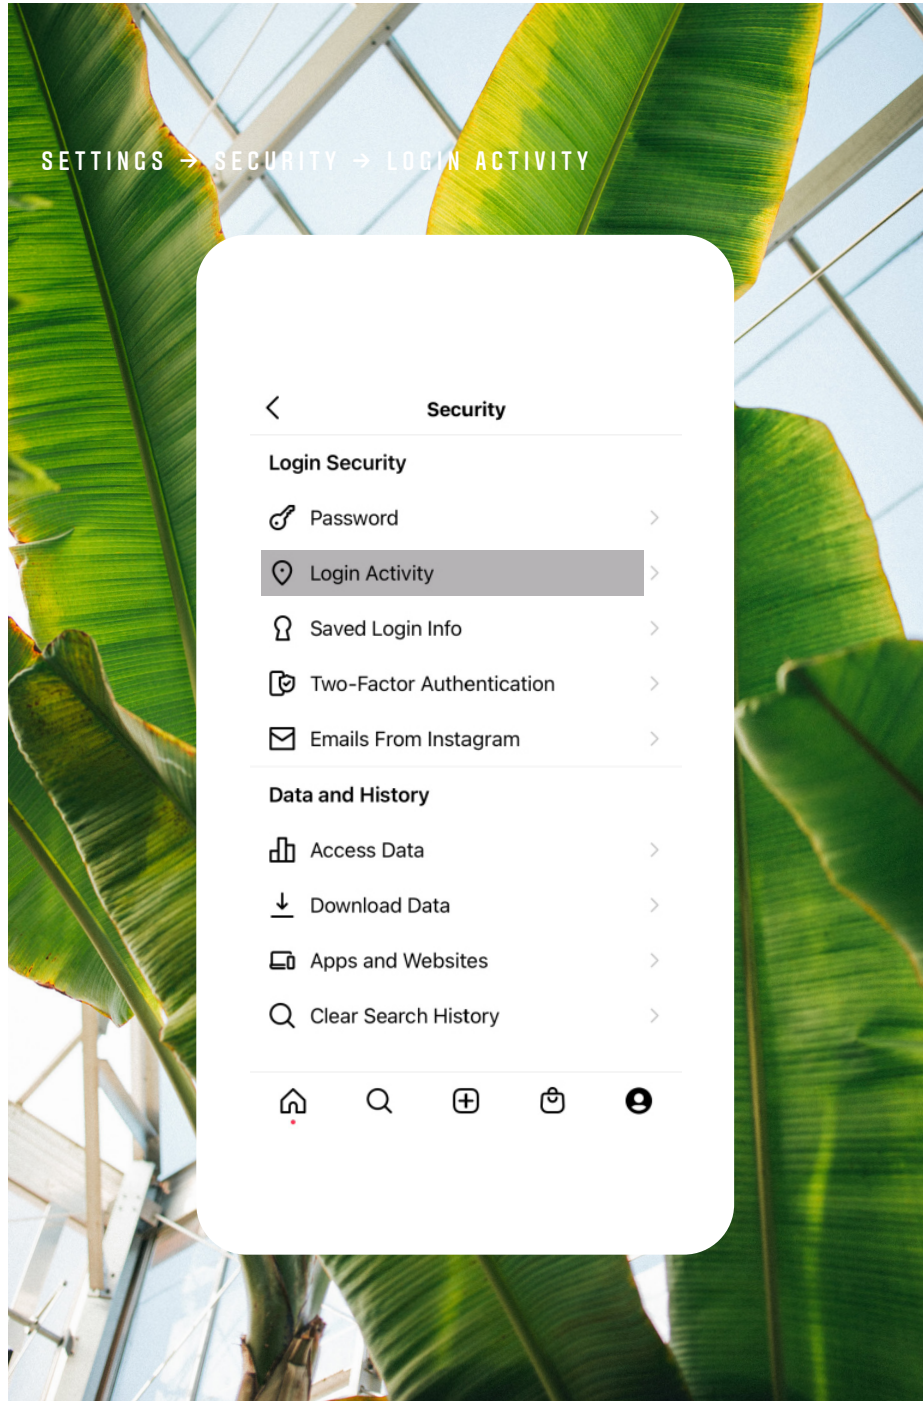 SETTINGS → SECURITY → LOGIN ACTIVITY
Security
Login Security
Password
Login Activity
Saved Login Info
Two-Factor Authentication
Emails From Instagram
Data and History
Access Data
Download Data
Apps and Websites
Clear Search History